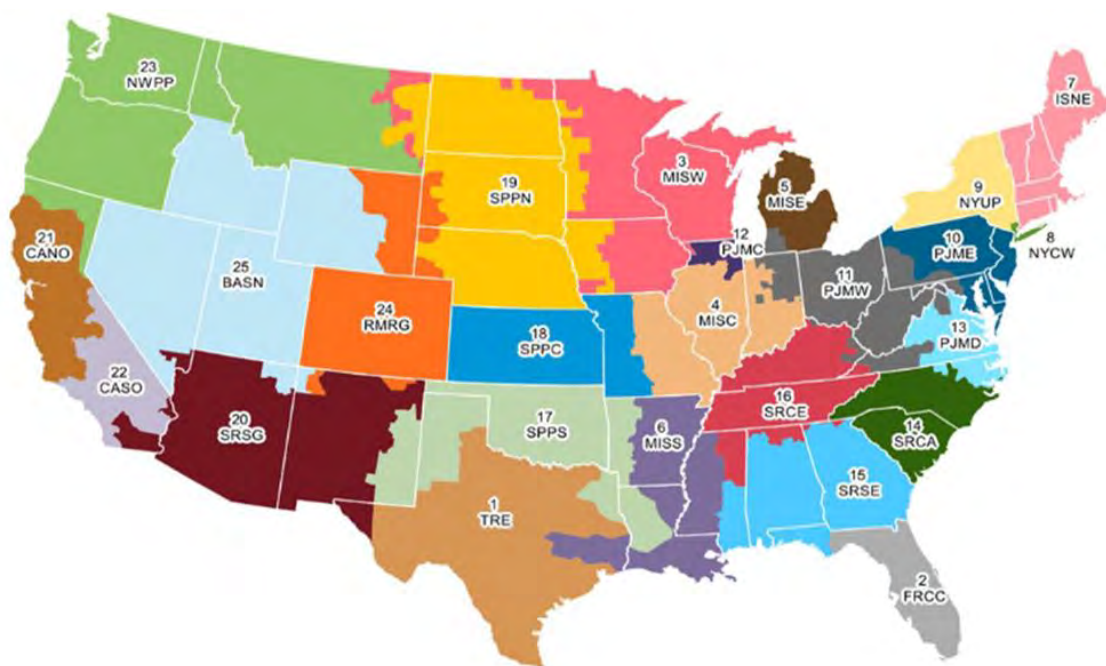 7
ISNE
23
NWPP
3
MISW
5
MISE
9
NYUP
19
SPPN
8
NYCW
21
CANO
12
PJMC
10
PJME
25
BASN
11
PJMW
24
RMRG
4
MISC
13
PJMD
18
SPPC
22
CASO
16
SRCE
17
SPPS
20
SRSG
6
MISS
14
SRCA
15
SRSE
1
TRE
2
FRCC